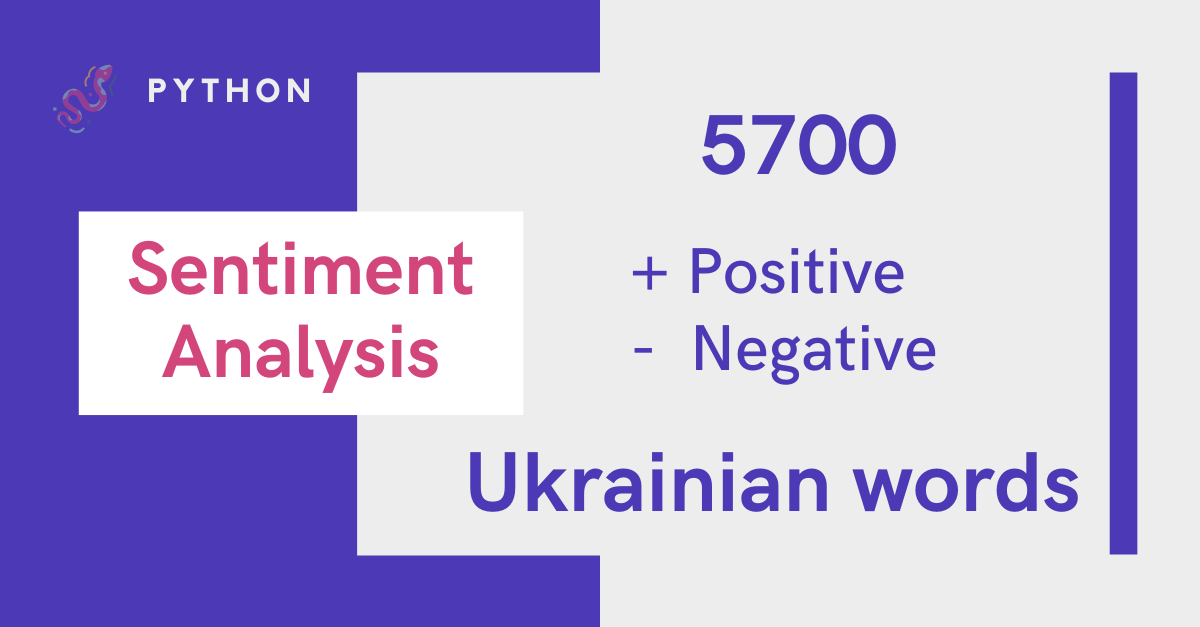 PYTHON
Sentiment
Analysis
5700
+ Positive
- Negative
Ukrainian words